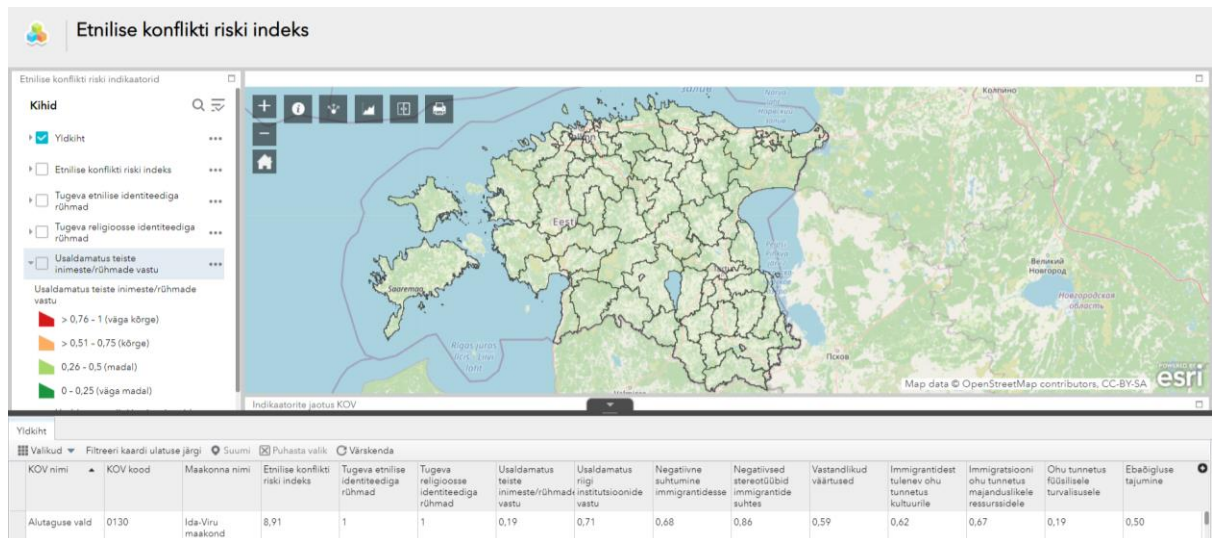 Etnilise konflikti riski indeks
Etnilise konflikti riski indikaatorid
Kihid
Yldkiht
Etnilise konflikti riski indeks
Tugeva etnilise identiteediga
rühmad
Tugeva religioosse identiteediga
rühmad
Usaldamatus teiste
inimeste/rühmade vastu
Usaldamatus teiste inimeste/rühmade
vastu
> 0,76 - 1 (väga kõrge)
> 0,51 - 0,75 (kõrge)
0,26 - 0,5 (madal)
0 - 0,25 (väga madal)
Eesti
Saaremaa
Колпино
Великий
Новгород
Новгородская
область
Псков
Map data © OpenStreetMap contributors, CC-BY-SA
POWERED BY
esri
Indikaatorite jaotus KOV
Yldkiht
Valikud
Filtreeri kaardi ulatuse järgi
Suumi
Puhasta valik
Värskenda
KOV nimi
KOV kood
Maakonna nimi
Etnilise konflikti
riski indeks
Tugeva etnilise
identiteediga
rühmad
Tugeva
religioosse
identiteediga
rühmad
Usaldamatus
teiste
inimeste/rühmade
vastu
Usaldamatus
riigi
institutsioonide
vastu
Negatiivne
suhtumine
immigrantidesse
Negatiivsed
stereotüübid
immigrantide
suhtes
Vastandlikud
väärtused
Immigrantidest
tulenev ohu
tunnetus
kultuurile
Immigratsiooni
ohu tunnetus
majanduslikele
ressurssidele
Ohu tunnetus
füüsilisele
turvalisusele
Ebaõigluse
tajumine
Alutaguse vald
0130
Ida-Viru
maakond
8,91
1
1
0,19
0,71
0,68
0,86
0,59
0,62
0,67
0,19
0,50